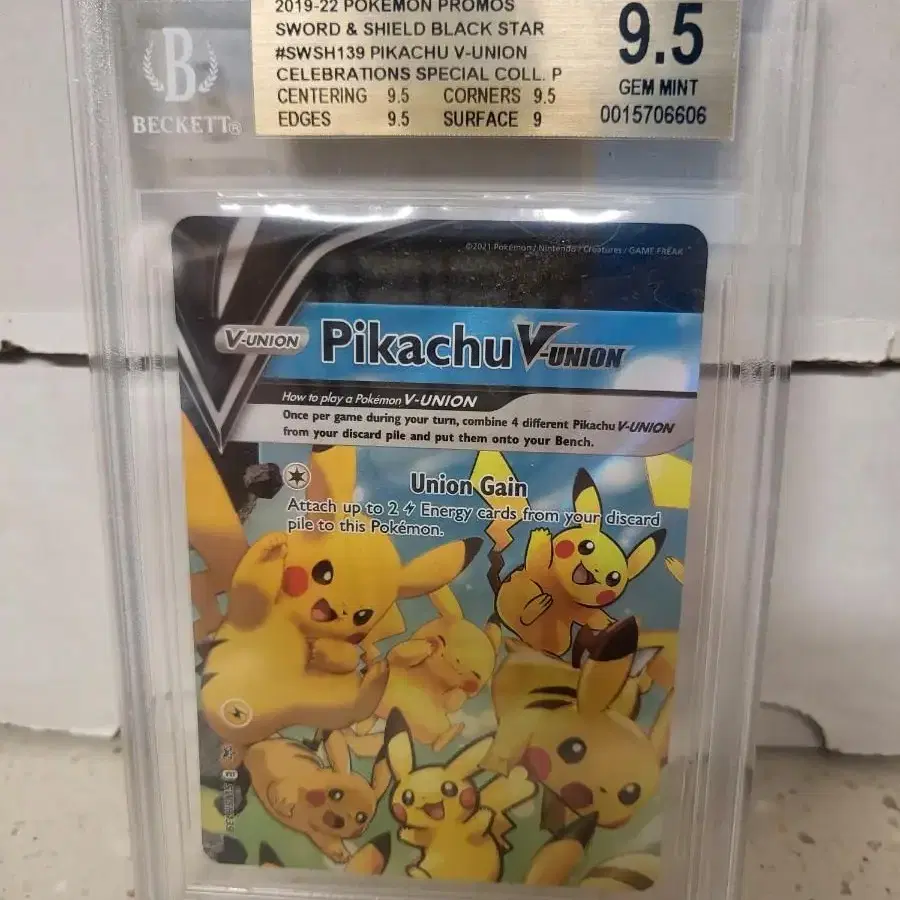 2019-22 POKEMON PROMOS
SWORD & SHIELD BLACK STAR
#SWSH139 PIKACHU V-UNION
CELEBRATIONS SPECIAL COLL. P
CENTERING 9.5 CORNERS 9.5
EDGES 9.5 SURFACE 9
9.5
GEM MINT
0015706606
B
BECKETT®
©2021 Pokémon / Nintendo / Creatures / GAME FREAK
V-UNION Pikachu V-UNION
How to play a Pokémon V-UNION
Once per game during your turn, combine 4 different Pikachu V-UNION
from your discard pile and put them onto your Bench.
Union Gain
Attach up to 2 Energy cards from your discard
pile to this Pokémon.